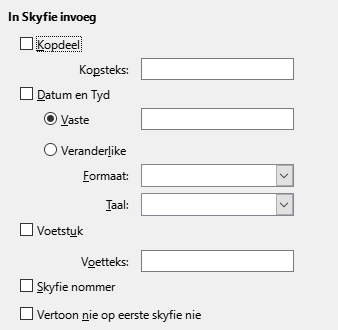 In Skyfie invoeg
Kopdeel
Kopsteks:
Datum en Tyd
Vaste
Veranderlike
Formaat:
Taal:
Voetstuk
Voetteks:
Skyfie nommer
Vertoon nie op eerste skyfie nie